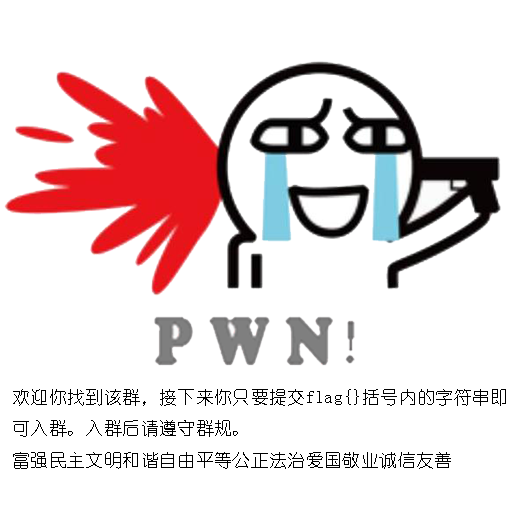 PWN!
欢迎你找到该群，接下来你只要提交flag{}括号内的字符串即
可入群。入群后请遵守群规。
富强民主文明和谐自由平等公正法治爱国敬业诚信友善